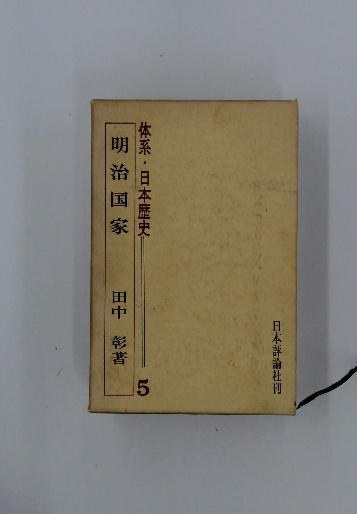 体系・日本歴史 5
明治国家 田中 彰著
日本評論社刊